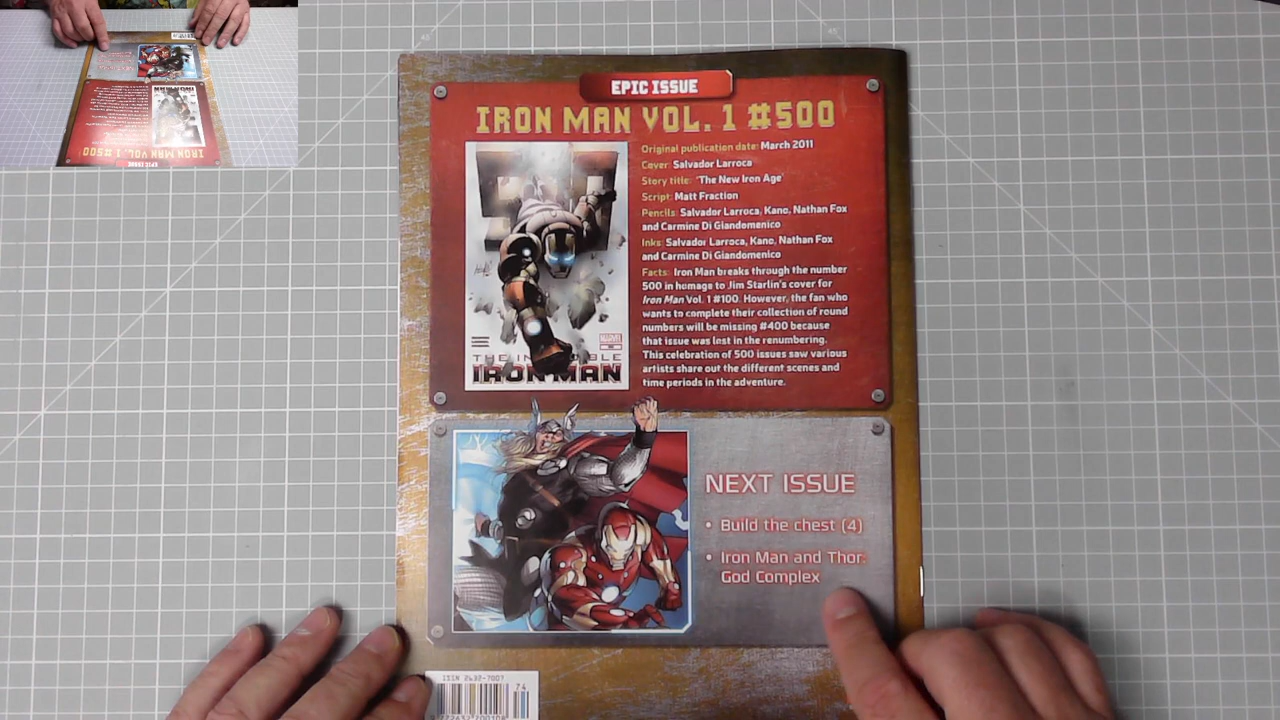 EPIC ISSUE
IRON MAN VOL. 1 #500
Original publication date: March 2011
Cover: Salvador Larroca
Story title: 'The New Iron Age'
Script: Matt Fraction
Pencils: Salvador Larroca, Kano, Nathan Fox
and Carmine Di Giandomenico
Inks: Salvador Larroca, Kano, Nathan Fox
and Carmine Di Giandomenico
Facts: Iron Man breaks through the number
500 in homage to Jim Starlin's cover for
Iron Man Vol. 1 #100. However, the fan who
wants to complete their collection of round
numbers will be missing #400 because
that issue was lost in the renumbering.
This celebration of 500 issues saw various
artists share out the different scenes and
time periods in the adventure.
MARVEL
THE
IRON MAN
NEXT ISSUE
• Build the chest (4)
• Iron Man and Thor:
God Complex
ISSN 2632-7007
74